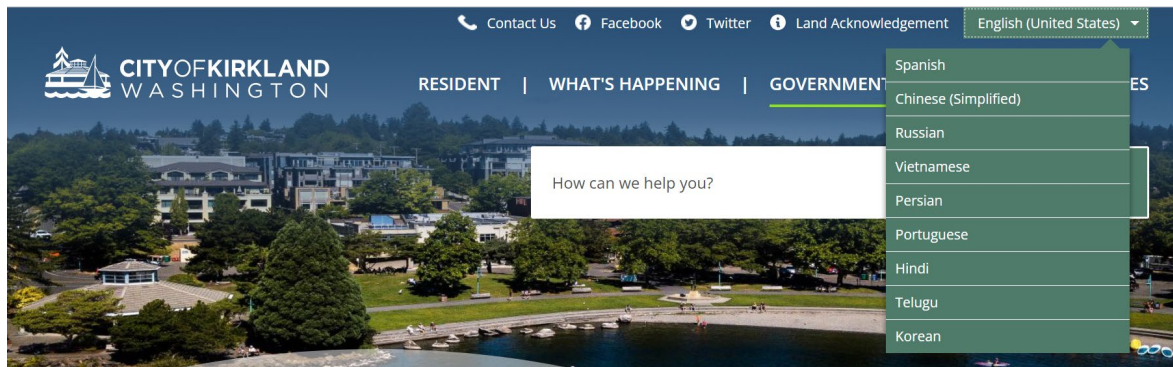 Contact Us Facebook Twitter Land Acknowledgement English (United States)
CITYOFKIRKLAND
WASHINGTON
RESIDENT | WHAT'S HAPPENING | GOVERNMENT ES
How can we help you?
Spanish
Chinese (Simplified)
Russian
Vietnamese
Persian
Portuguese
Hindi
Telugu
Korean